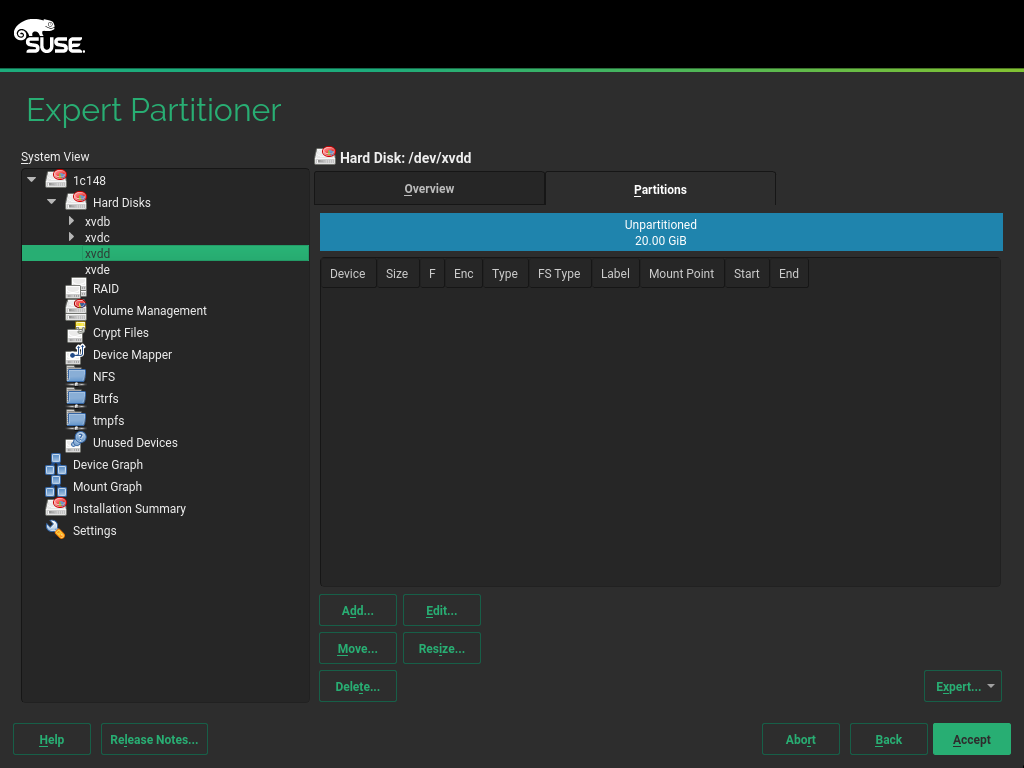 SUSE.
Expert Partitioner
System View
1c148
Hard Disks
xvdb
xvdc
xvdd
xvde
RAID
Volume Management
Crypt Files
Device Mapper
NFS
Btrfs
tmpfs
Unused Devices
Device Graph
Mount Graph
Installation Summary
Settings
Hard Disk: /dev/xvdd
Overview Partitions
Unpartitioned
20.00 GiB
Device Size F Enc Type FS Type Label Mount Point Start End
Add... Edit...
Move... Resize...
Delete... Expert...
Help Release Notes... Abort Back Accept